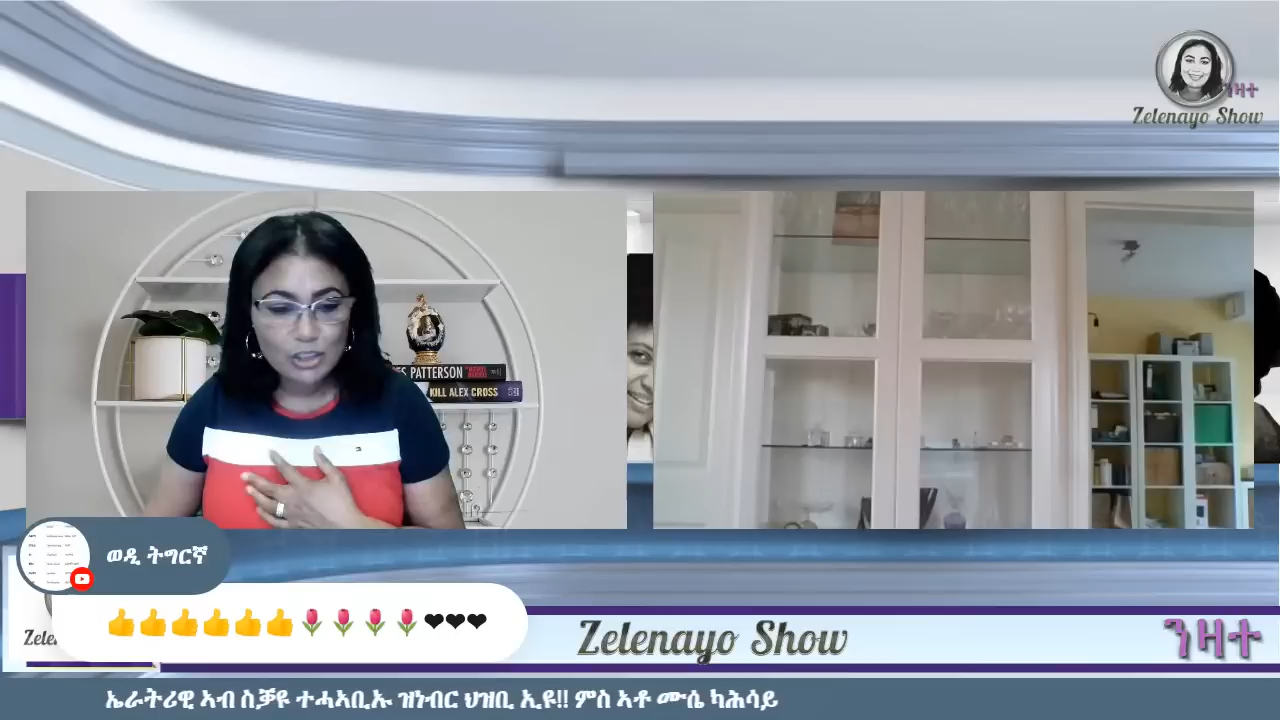 ንዛተ
Zelenayo Show
PATTERSON
KILL ALEX CROSS
ወዲ ትግርኛ
👍👍👍👍👍👍🌷🌷🌷🌷❤❤❤
Zelenayo Show
ንዛተ
ኤራትሪዊ ኣብ ስቓዩ ተሓኣቢኡ ዝነብር ህዝቢ ኢዩ!! ምስ ኣቶ ሙሴ ካሕሳይ